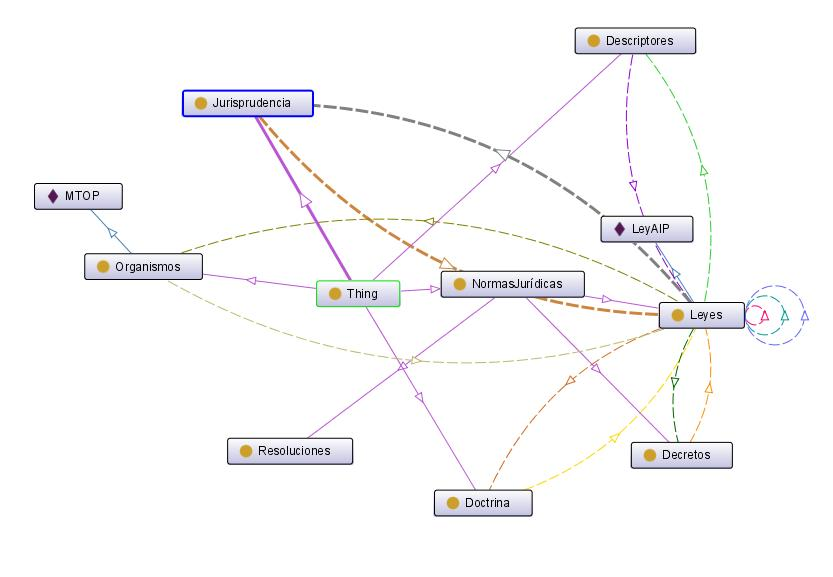 Descriptores
Jurisprudencia
MTOP
LeyAIP
Organismos
NormasJurídicas
Thing
Leyes
Resoluciones
Decretos
Doctrina